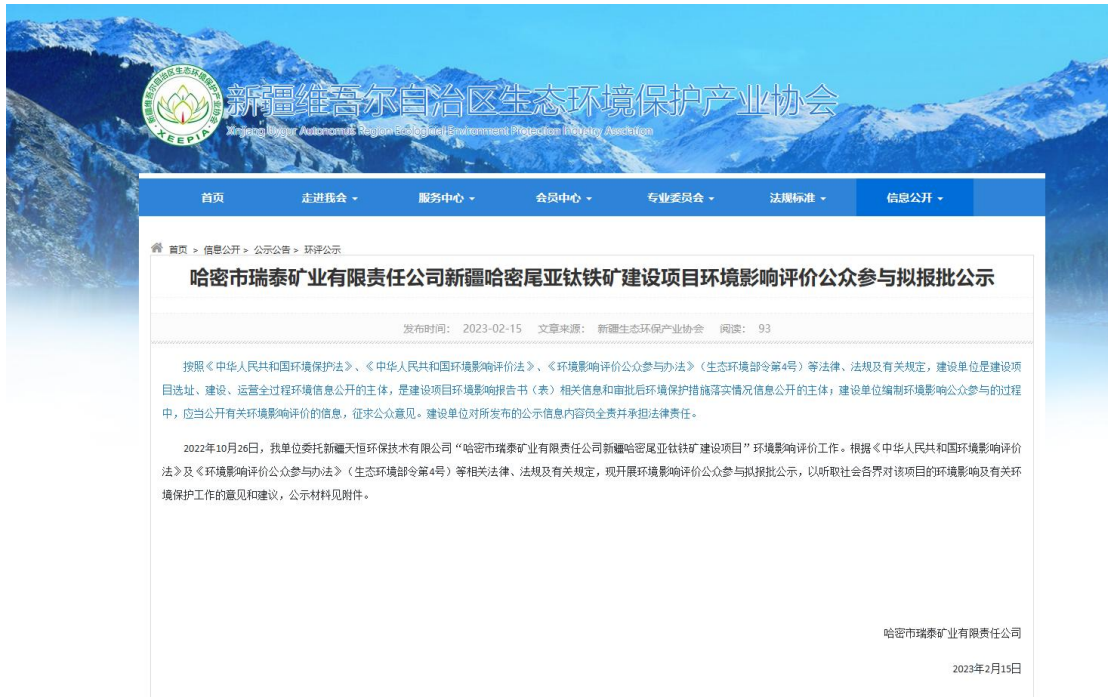 新疆维吾尔自治区生态环境保护产业协会
XEEPIA
首页 走进我会 服务中心 会员中心 专业委员会 法规标准 信息公开
首页 > 信息公开 > 公示公告 > 环评公示
哈密市瑞泰矿业有限责任公司新疆哈密尾亚钛铁矿建设项目环境影响评价公众参与拟报批公示
发布时间： 2023-02-15 文章来源： 新疆生态环保产业协会 阅读： 93
按照《中华人民共和国环境保护法》、《中华人民共和国环境影响评价法》、《环境影响评价公众参与办法》（生态环境部令第4号）等法律、法规及有关规定，建设单位是建设项
目选址、建设、运营全过程环境信息公开的主体，是建设项目环境影响报告书（表）相关信息和审批后环境保护措施落实情况信息公开的主体；建设单位编制环境影响公众参与的过程
中，应当公开有关环境影响评价的信息，征求公众意见。建设单位对所发布的公示信息内容负全责并承担法律责任。
2022年10月26日，我单位委托新疆天恒环保技术有限公司“哈密市瑞泰矿业有限责任公司新疆哈密尾亚钛铁矿建设项目”环境影响评价工作。根据《中华人民共和国环境影响评价
法》及《环境影响评价公众参与办法》（生态环境部令第4号）等相关法律、法规及有关规定，现开展环境影响评价公众参与拟报批公示，以听取社会各界对该项目的环境影响及有关环
境保护工作的意见和建议，公示材料见附件。
哈密市瑞泰矿业有限责任公司
2023年2月15日